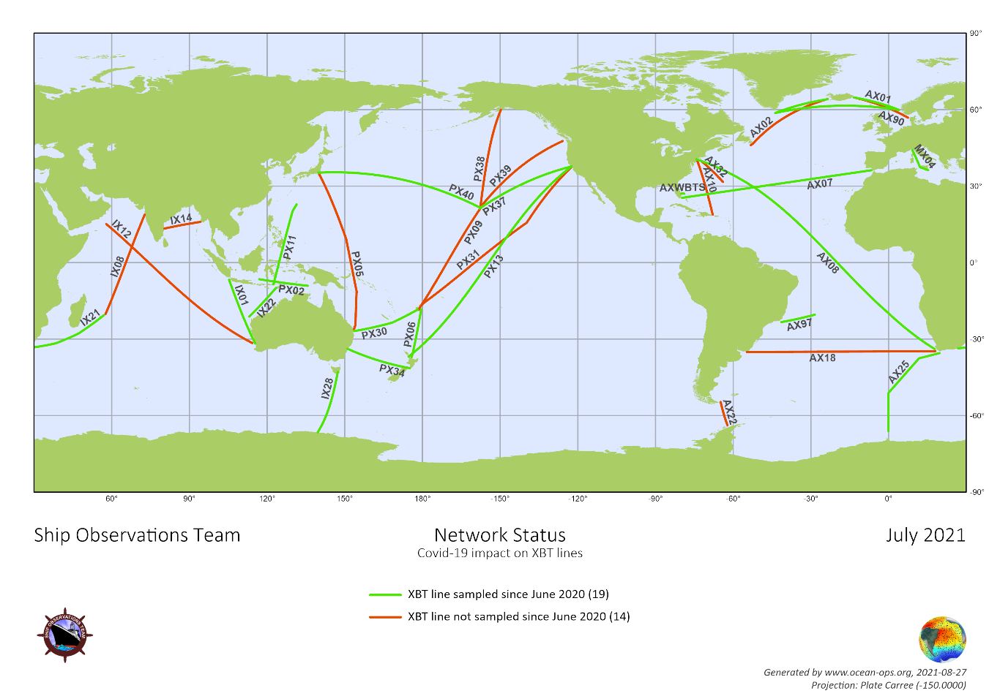 90°
AX01
60°
AX90
AX02
MX04
PX38
PX39
AX32
AX10
AXWBTS
AX07
30°
PX40
PX37
IX14
IX12
PX09
PX11
PX31
PX13
PX05
IX08
AX08
0°
PX02
IX01
IX22
IX21
AX97
PX30
PX06
-30°
AX18
PX34
AX25
IX28
AX22
-60°
-90°
60° 90° 120° 150° 180° -150° -120° -90° -60° -30° 0°
Ship Observations Team Network Status July 2021
Covid-19 impact on XBT lines
XBT line sampled since June 2020 (19)
XBT line not sampled since June 2020 (14)
SHIP OBSERVATIONS TEAM
Generated by www.ocean-ops.org, 2021-08-27
Projection: Plate Carree (-150.0000)